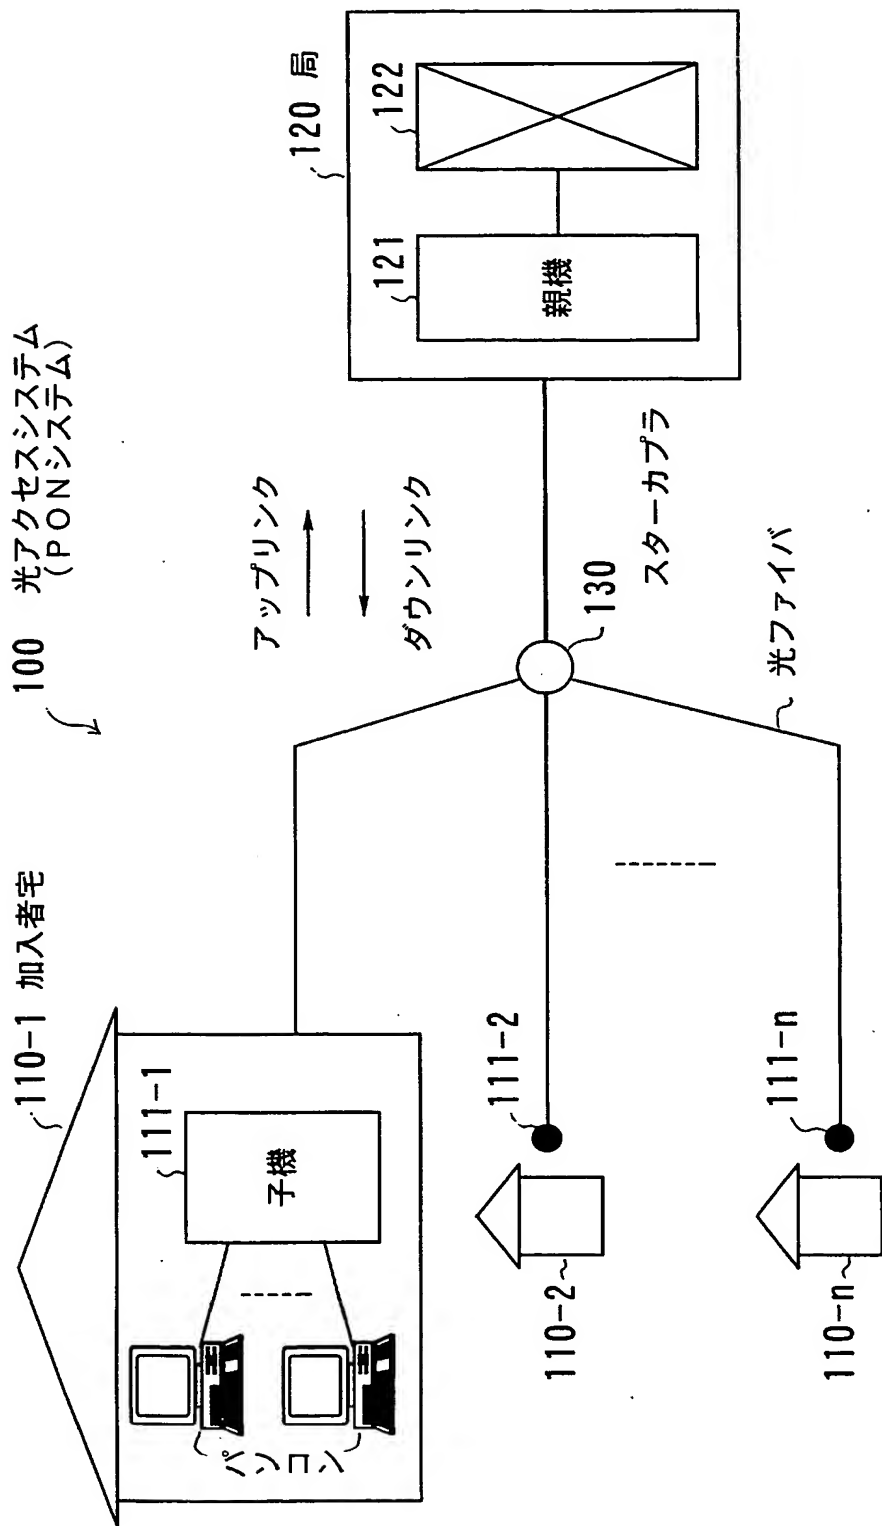 100 光アクセスシステム
(PONシステム)
110-1 加入者宅
111-1
子機
パソコン
アップリンク
ダウンリンク
120 局
121
親機
122
130
スターカプラ
光ファイバ
111-2
110-2
111-n
110-n